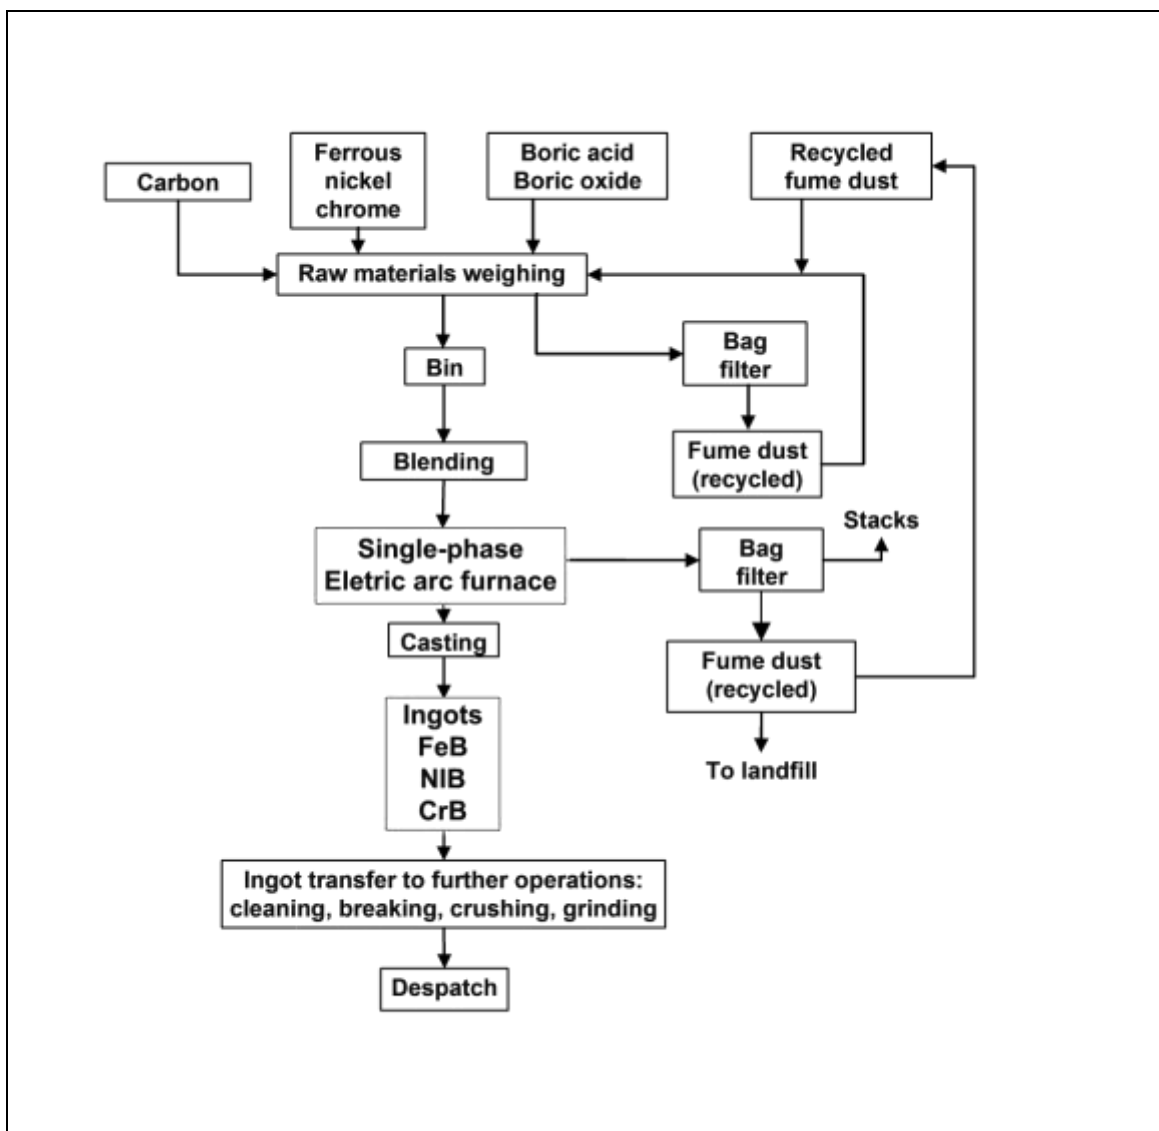 Carbon
Ferrous
nickel
chrome
Boric acid
Boric oxide
Recycled
fume dust
Raw materials weighing
Bag
filter
Bin
Fume dust
(recycled)
Blending
Stacks
Single-phase
Eletric arc furnace
Bag
filter
Casting
Fume dust
(recycled)
Ingots
FeB
NIB
CrB
To landfill
Ingot transfer to further operations:
cleaning, breaking, crushing, grinding
Despatch